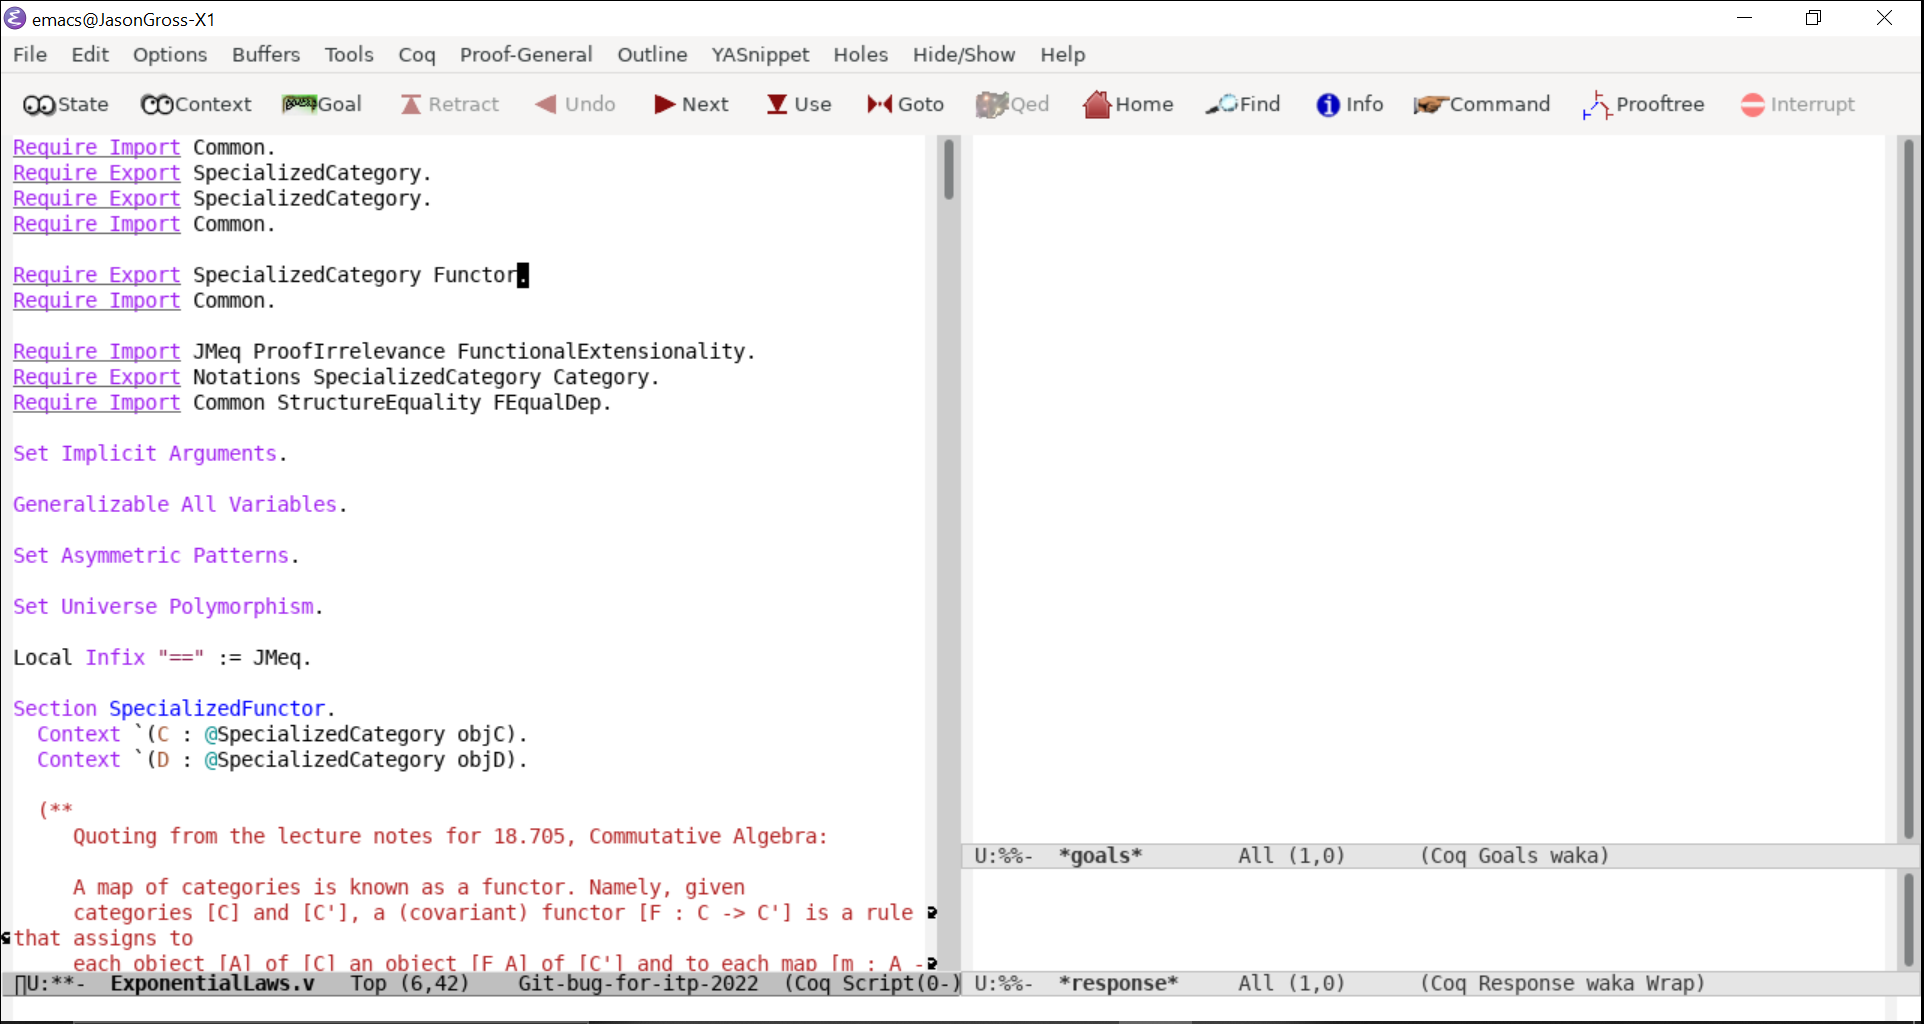 emacs@JasonGross-X1
File Edit Options Buffers Tools Coq Proof-General Outline YASnippet Holes Hide/Show Help
State Context Goal Retract Undo Next Use Goto Qed Home Find Info Command Prooftree Interrupt
Require Import Common.
Require Export SpecializedCategory.
Require Export SpecializedCategory.
Require Import Common.
Require Export SpecializedCategory Functor.
Require Import Common.
Require Import JMeq ProofIrrelevance FunctionalExtensionality.
Require Export Notations SpecializedCategory Category.
Require Import Common StructureEquality FEqualDep.
Set Implicit Arguments.
Generalizable All Variables.
Set Asymmetric Patterns.
Set Universe Polymorphism.
Local Infix "==" := JMeq.
Section SpecializedFunctor.
Context `(C : @SpecializedCategory objC).
Context `(D : @SpecializedCategory objD).
(**
Quoting from the lecture notes for 18.705, Commutative Algebra:
A map of categories is known as a functor. Namely, given
categories [C] and [C'], a (covariant) functor [F : C -> C'] is a rule
that assigns to
each object [A] of [C] an object [F A] of [C'] and to each map [m : A -
U:**- ExponentialLaws.v Top (6,42) Git-bug-for-itp-2022 (Coq Script(0-)
U:%%- *goals* All (1,0) (Coq Goals waka)
U:%%- *response* All (1,0) (Coq Response waka Wrap)